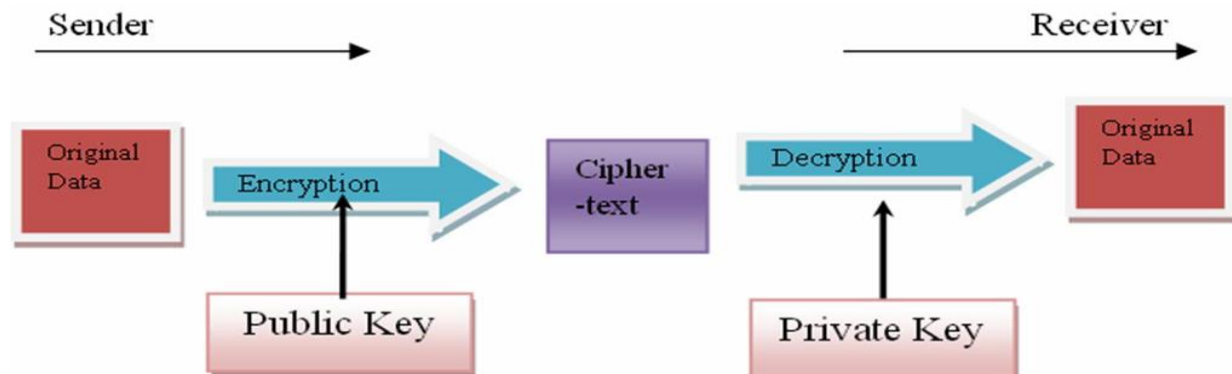 Sender
Receiver
Original
Data
Encryption
Cipher
-text
Decryption
Original
Data
Public Key
Private Key